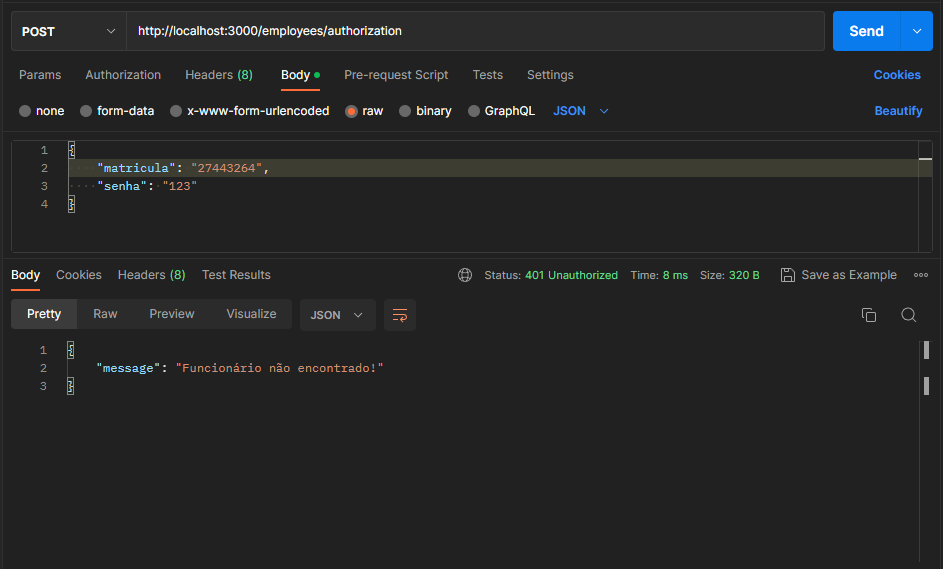 POST http://localhost:3000/employees/authorization Send
Params Authorization Headers (8) Body Pre-request Script Tests Settings Cookies
none form-data x-www-form-urlencoded raw binary GraphQL JSON Beautify
1 {
2 "matricula": "27443264",
3 "senha": "123"
4 }
Body Cookies Headers (8) Test Results Status: 401 Unauthorized Time: 8 ms Size: 320 B Save as Example
Pretty Raw Preview Visualize JSON
1 {
2 "message": "Funcionário não encontrado!"
3 }